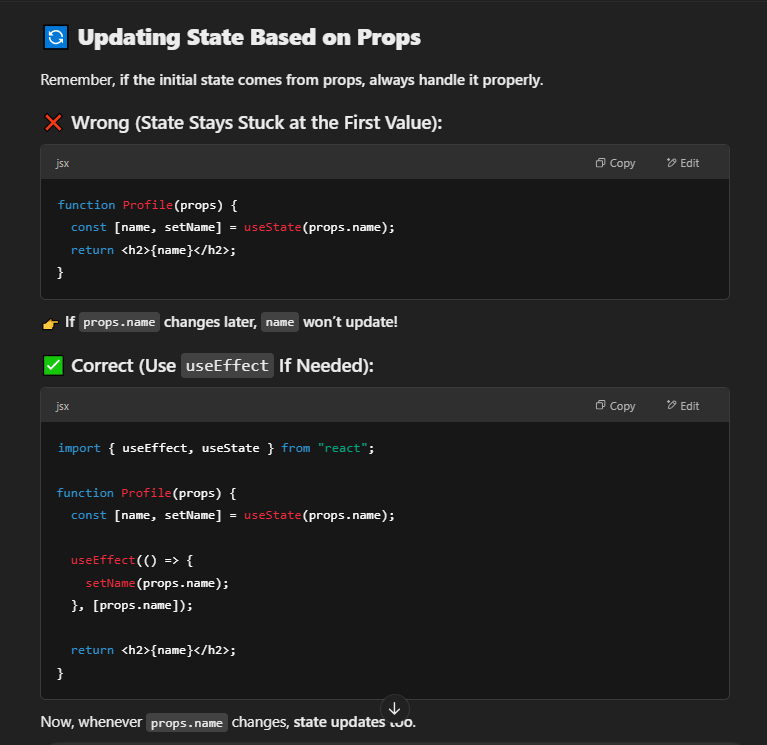 🔄 Updating State Based on Props
Remember, if the initial state comes from props, always handle it properly.
❌ Wrong (State Stays Stuck at the First Value):
jsx Copy Edit
function Profile(props) {
  const [name, setName] = useState(props.name);
  return <h2>{name}</h2>;
}
👉 If props.name changes later, name won’t update!
✅ Correct (Use useEffect If Needed):
jsx Copy Edit
import { useEffect, useState } from "react";
function Profile(props) {
  const [name, setName] = useState(props.name);
  useEffect(() => {
    setName(props.name);
  }, [props.name]);
  return <h2>{name}</h2>;
}
Now, whenever props.name changes, state updates too.